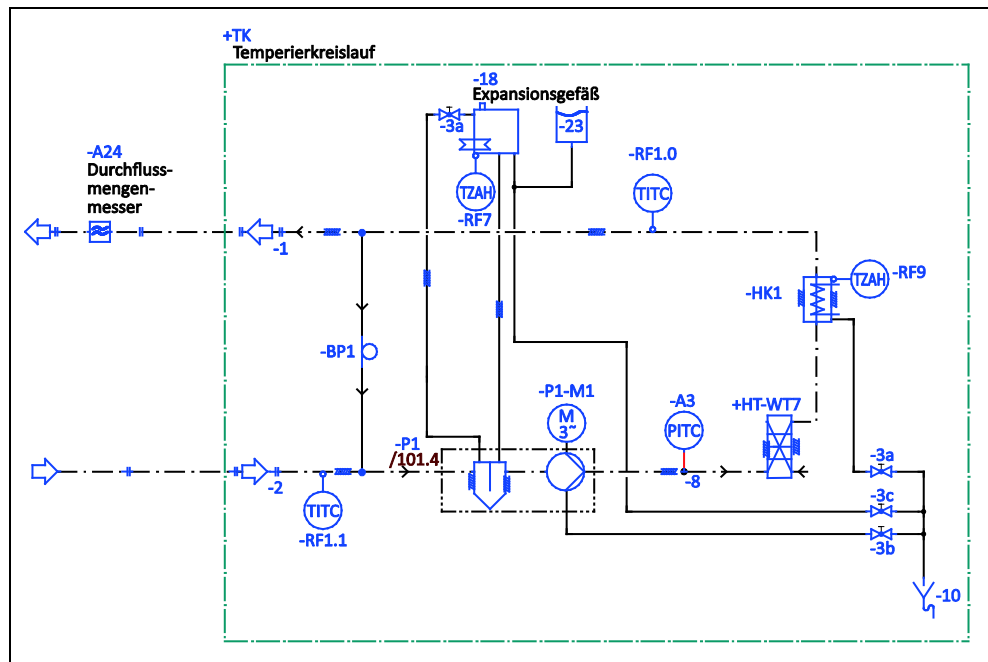 +TK
Temperierkreislauf
-18
Expansionsgefäß
-3a
-23
-A24
Durchfluss-
mengen-
messer
TZAH
-RF7
-RF1.0
TITC
-1
TZAH
-RF9
-HK1
-BP1
-P1-M1
M
3~
-A3
PITC
+HT-WT7
-P1
/101.4
-2
-8
-3a
TITC
-RF1.1
-3c
-3b
-10